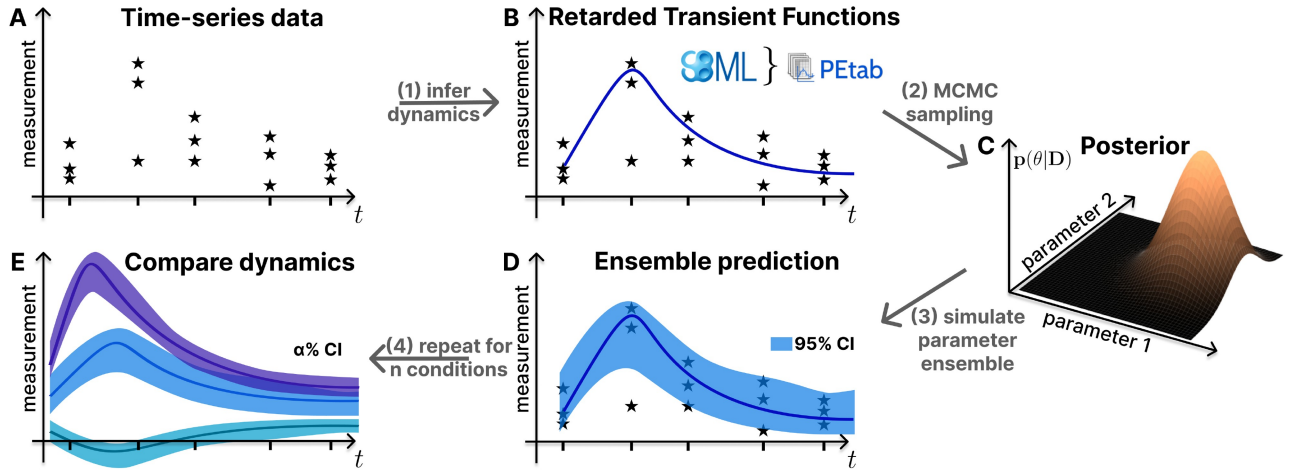 A
Time-series data
measurement
t
(1) infer
dynamics
B
Retarded Transient Functions
measurement
SBML } PEtab
t
(2) MCMC
sampling
C
Posterior
p(θ|D)
parameter 2
parameter 1
(3) simulate
parameter
ensemble
D
Ensemble prediction
measurement
95% CI
t
(4) repeat for
n conditions
E
Compare dynamics
measurement
α% CI
t